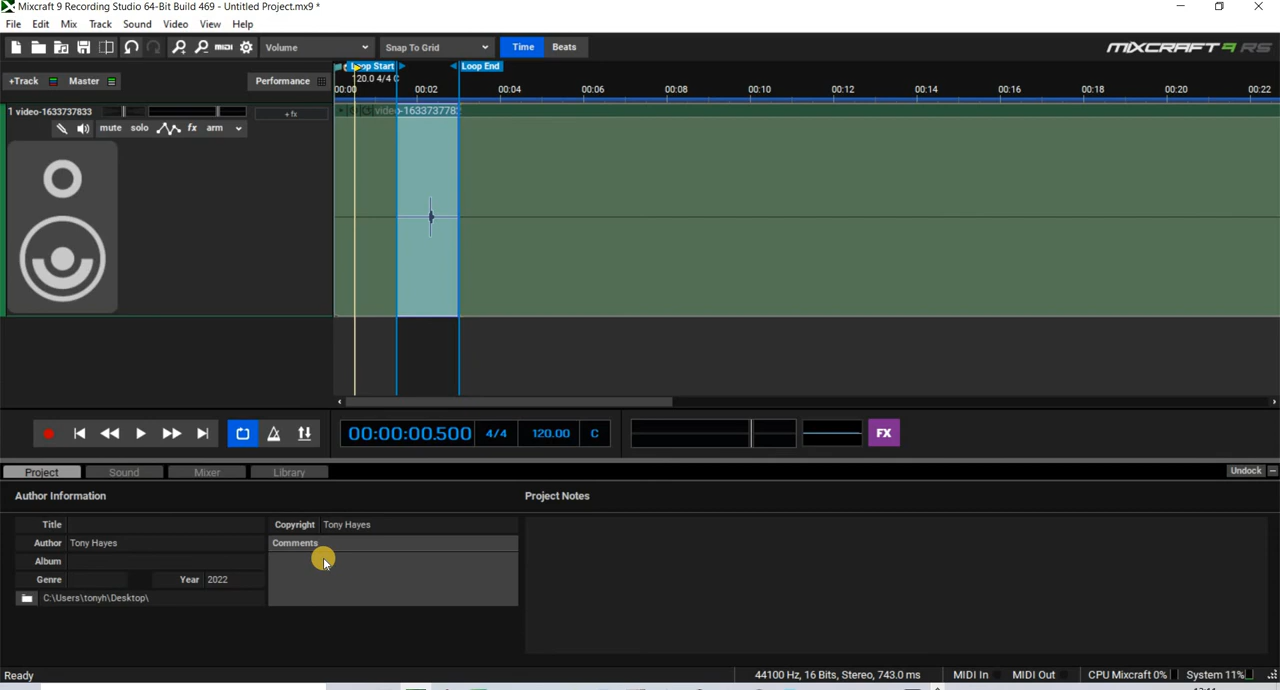 Mixcraft 9 Recording Studio 64-Bit Build 469 - Untitled Project.mx9 *
File Edit Mix Track Sound Video View Help
MIDI Volume Snap To Grid Time Beats MIXCRAFT 9 RS
Loop Start Loop End
+Track Master Performance 120.0 4/4 C
00:00 00:02 00:04 00:06 00:08 00:10 00:12 00:14 00:16 00:18 00:20 00:22
1 video-1633737833 +fx
mute solo fx arm
00:00:00.500 4/4 120.00 C FX
Project Sound Mixer Library Undock
Author Information Project Notes
Title Copyright Tony Hayes
Author Tony Hayes Comments
Album
Genre Year 2022
C:\Users\tonyh\Desktop\
Ready 44100 Hz, 16 Bits, Stereo, 743.0 ms MIDI In MIDI Out CPU Mixcraft 0% System 11%